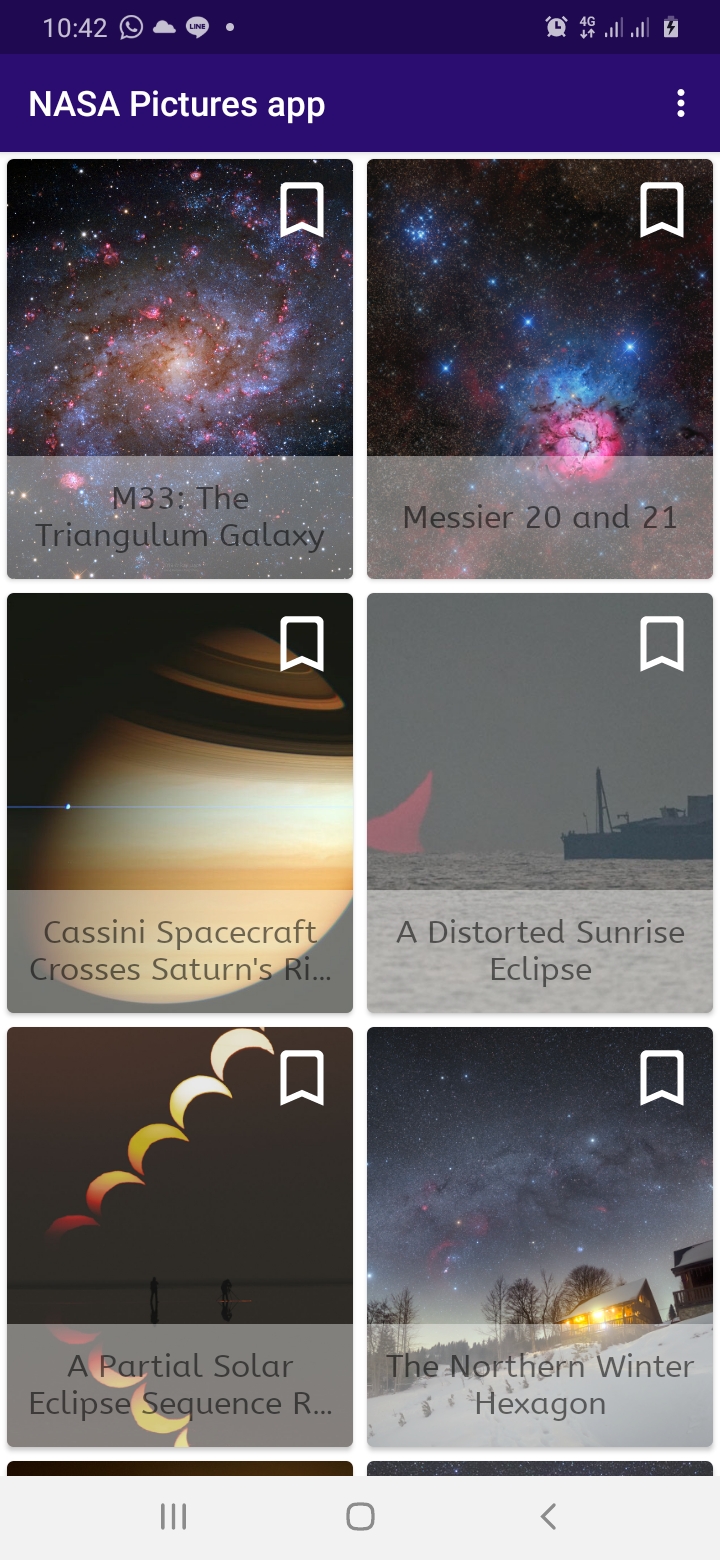 10:42
LINE
4G
NASA Pictures app
M33: The
Triangulum Galaxy
Messier 20 and 21
Cassini Spacecraft
Crosses Saturn's Ri...
A Distorted Sunrise
Eclipse
A Partial Solar
Eclipse Sequence R...
The Northern Winter
Hexagon